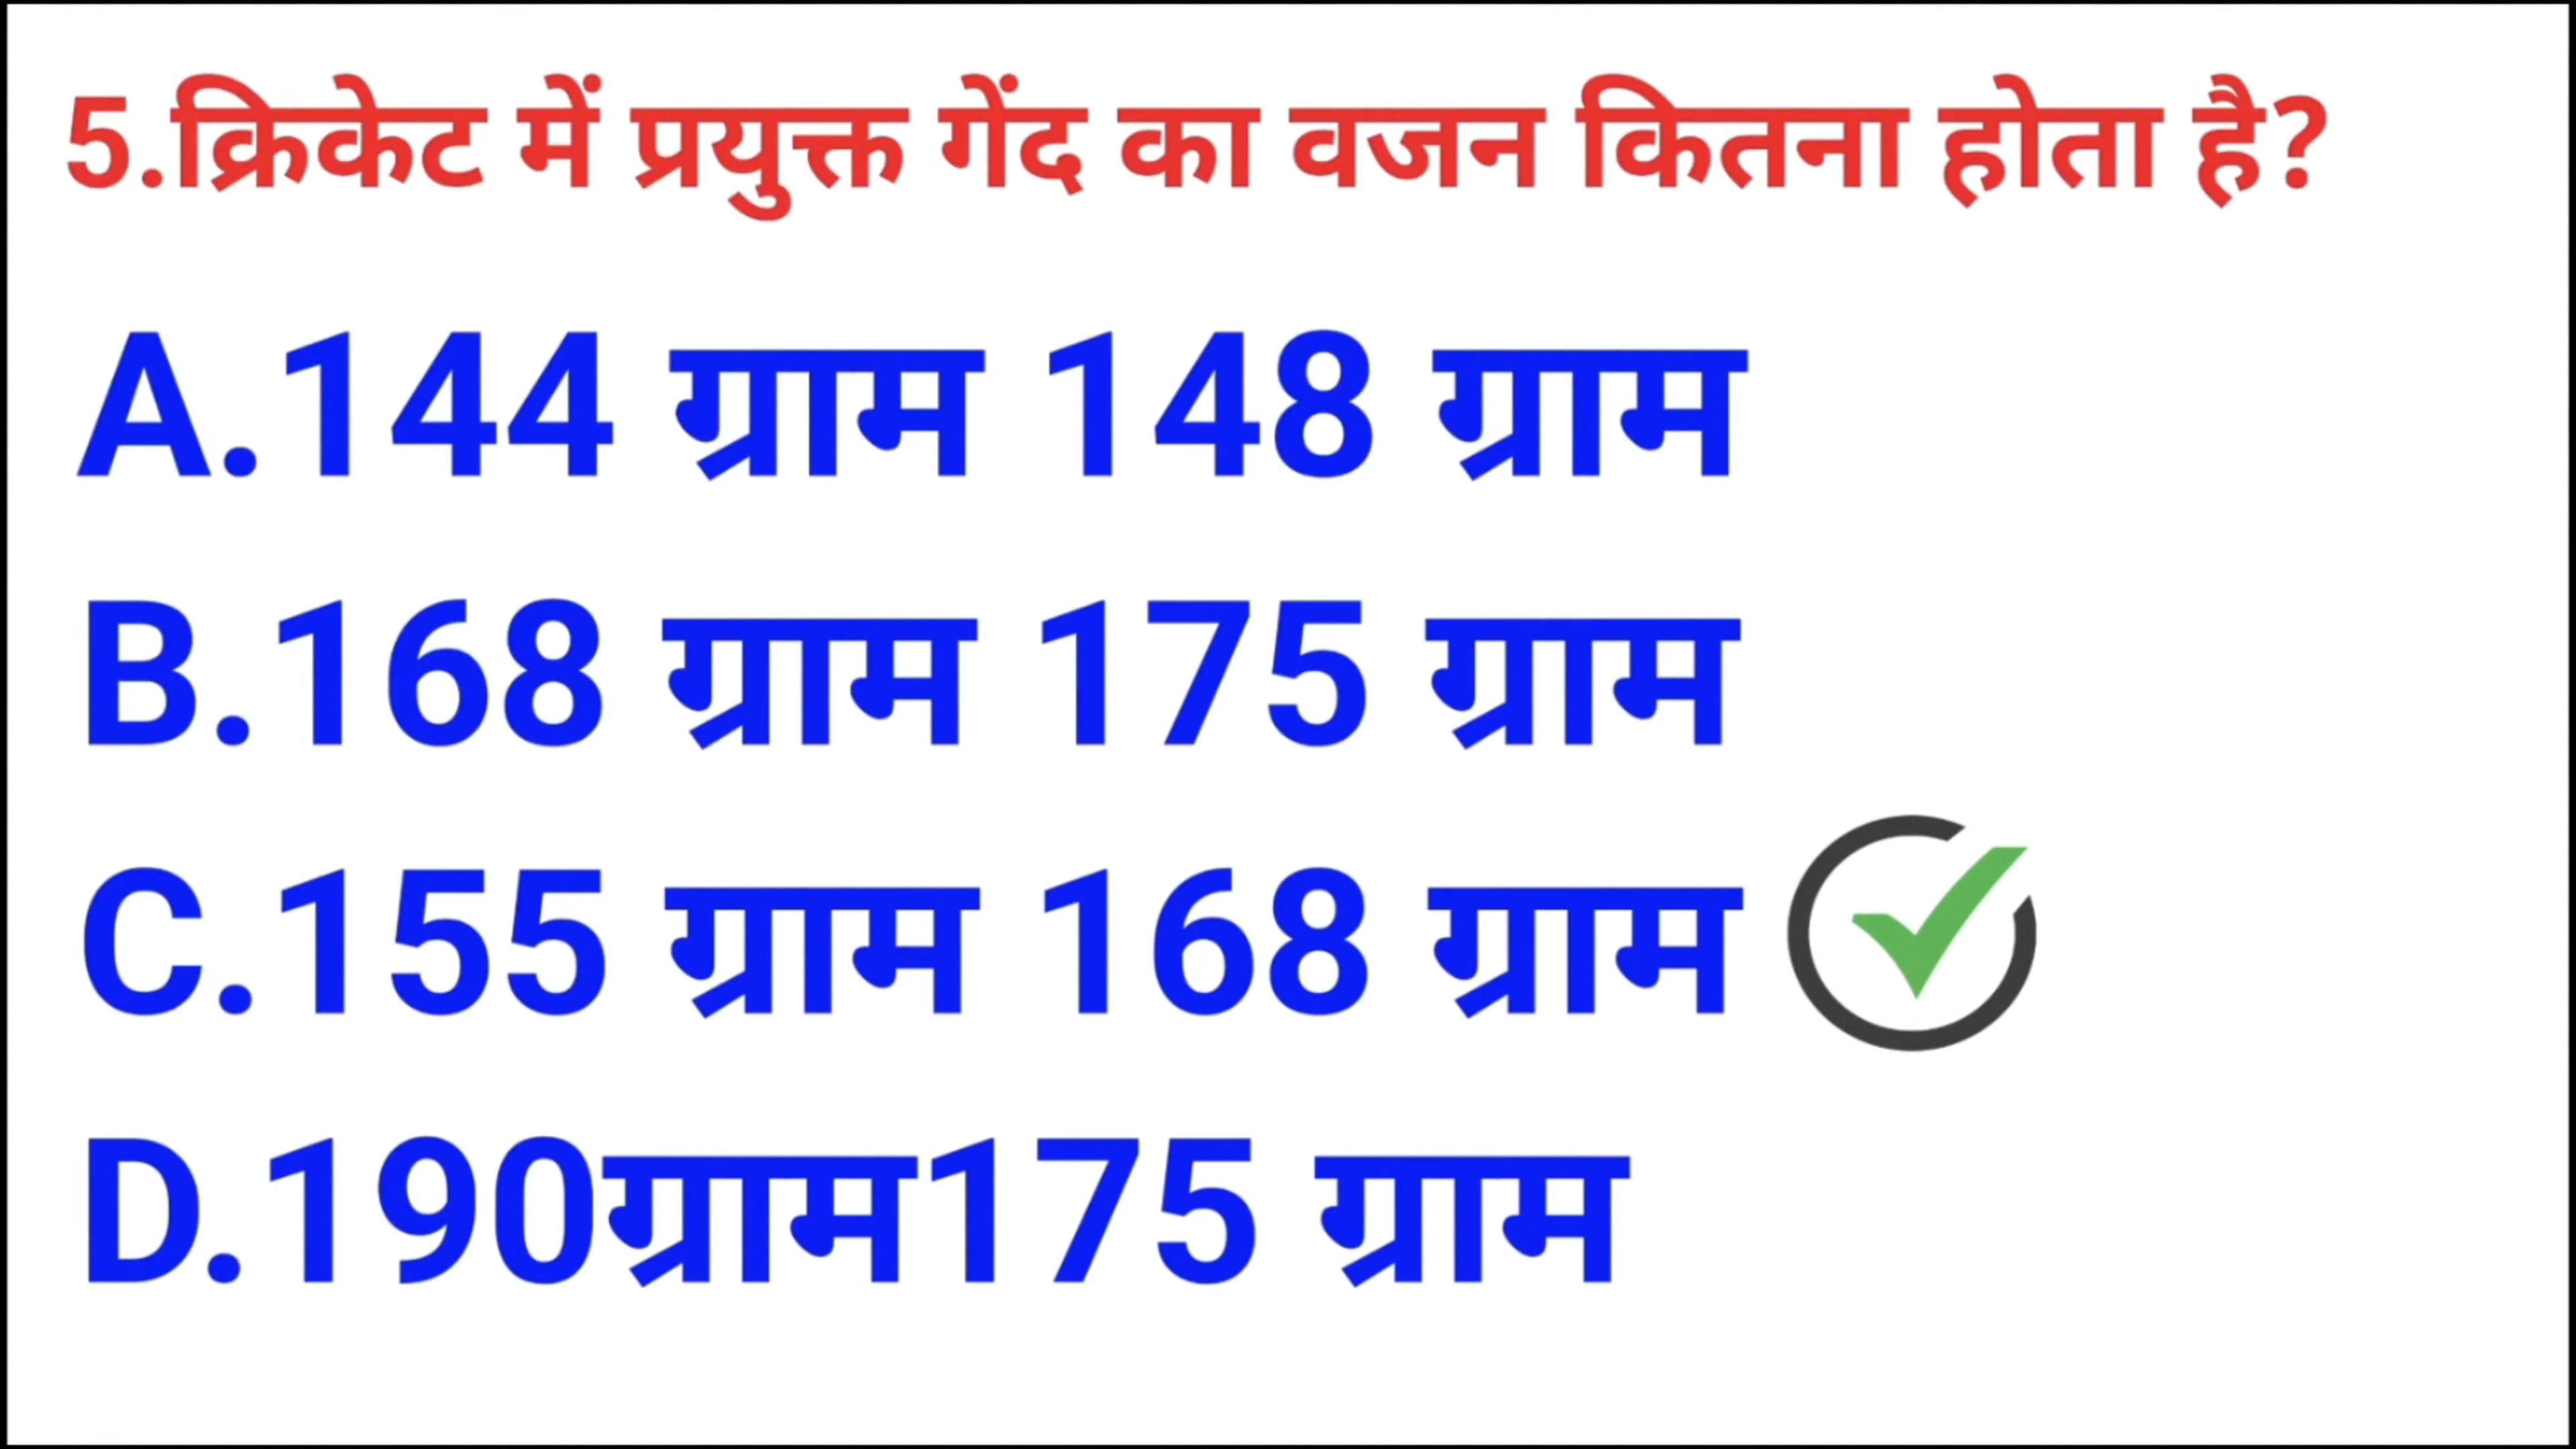 5.क्रिकेट में प्रयुक्त गेंद का वजन कितना होता है?
A.144 ग्राम 148 ग्राम
B.168 ग्राम 175 ग्राम
C.155 ग्राम 168 ग्राम
D.190ग्राम175 ग्राम